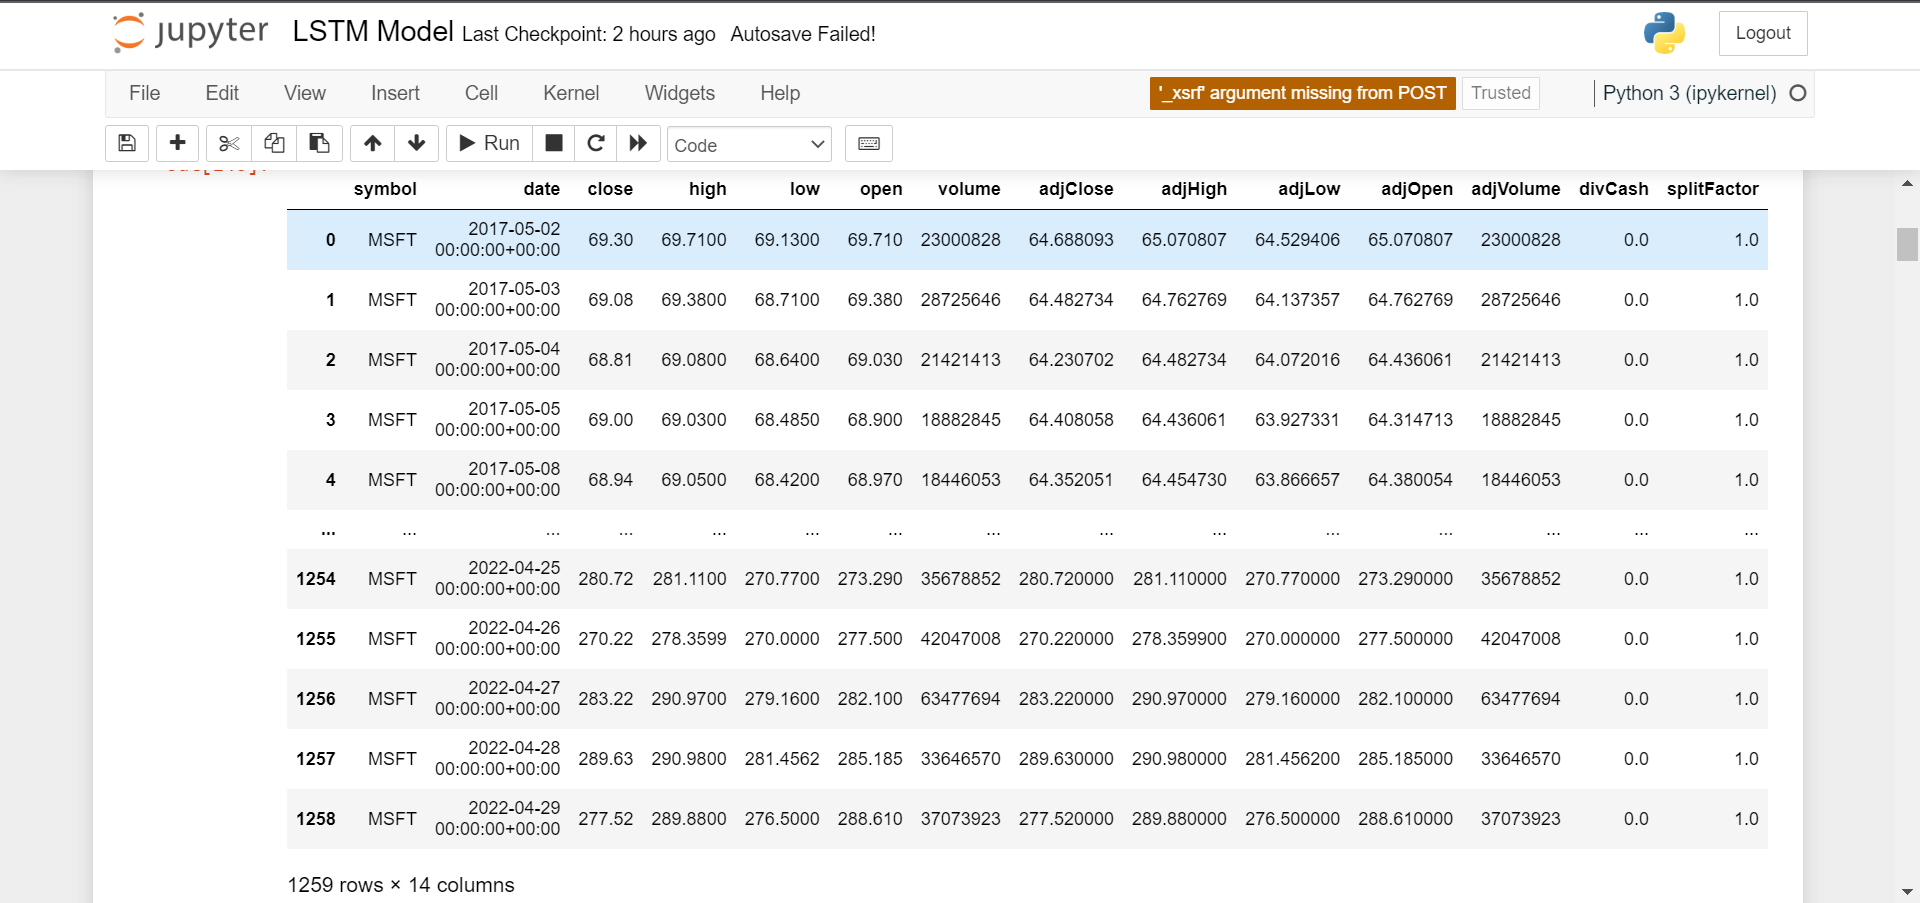 jupyter LSTM Model Last Checkpoint: 2 hours ago Autosave Failed! Logout
File Edit View Insert Cell Kernel Widgets Help '_xsrf' argument missing from POST Trusted Python 3 (ipykernel)
Run Code
symbol date close high low open volume adjClose adjHigh adjLow adjOpen adjVolume divCash splitFactor
0 MSFT 2017-05-02 00:00:00+00:00 69.30 69.7100 69.1300 69.710 23000828 64.688093 65.070807 64.529406 65.070807 23000828 0.0 1.0
1 MSFT 2017-05-03 00:00:00+00:00 69.08 69.3800 68.7100 69.380 28725646 64.482734 64.762769 64.137357 64.762769 28725646 0.0 1.0
2 MSFT 2017-05-04 00:00:00+00:00 68.81 69.0800 68.6400 69.030 21421413 64.230702 64.482734 64.072016 64.436061 21421413 0.0 1.0
3 MSFT 2017-05-05 00:00:00+00:00 69.00 69.0300 68.4850 68.900 18882845 64.408058 64.436061 63.927331 64.314713 18882845 0.0 1.0
4 MSFT 2017-05-08 00:00:00+00:00 68.94 69.0500 68.4200 68.970 18446053 64.352051 64.454730 63.866657 64.380054 18446053 0.0 1.0
... ... ... ... ... ... ... ... ... ... ... ... ... ... ...
1254 MSFT 2022-04-25 00:00:00+00:00 280.72 281.1100 270.7700 273.290 35678852 280.720000 281.110000 270.770000 273.290000 35678852 0.0 1.0
1255 MSFT 2022-04-26 00:00:00+00:00 270.22 278.3599 270.0000 277.500 42047008 270.220000 278.359900 270.000000 277.500000 42047008 0.0 1.0
1256 MSFT 2022-04-27 00:00:00+00:00 283.22 290.9700 279.1600 282.100 63477694 283.220000 290.970000 279.160000 282.100000 63477694 0.0 1.0
1257 MSFT 2022-04-28 00:00:00+00:00 289.63 290.9800 281.4562 285.185 33646570 289.630000 290.980000 281.456200 285.185000 33646570 0.0 1.0
1258 MSFT 2022-04-29 00:00:00+00:00 277.52 289.8800 276.5000 288.610 37073923 277.520000 289.880000 276.500000 288.610000 37073923 0.0 1.0
1259 rows × 14 columns